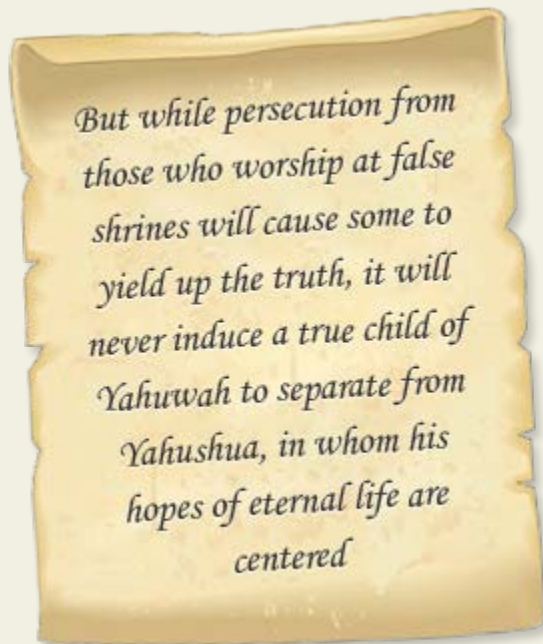 But while persecution from
those who worship at false
shrines will cause some to
yield up the truth, it will
never induce a true child of
Yahuwah to separate from
Yahushua, in whom his
hopes of eternal life are
centered